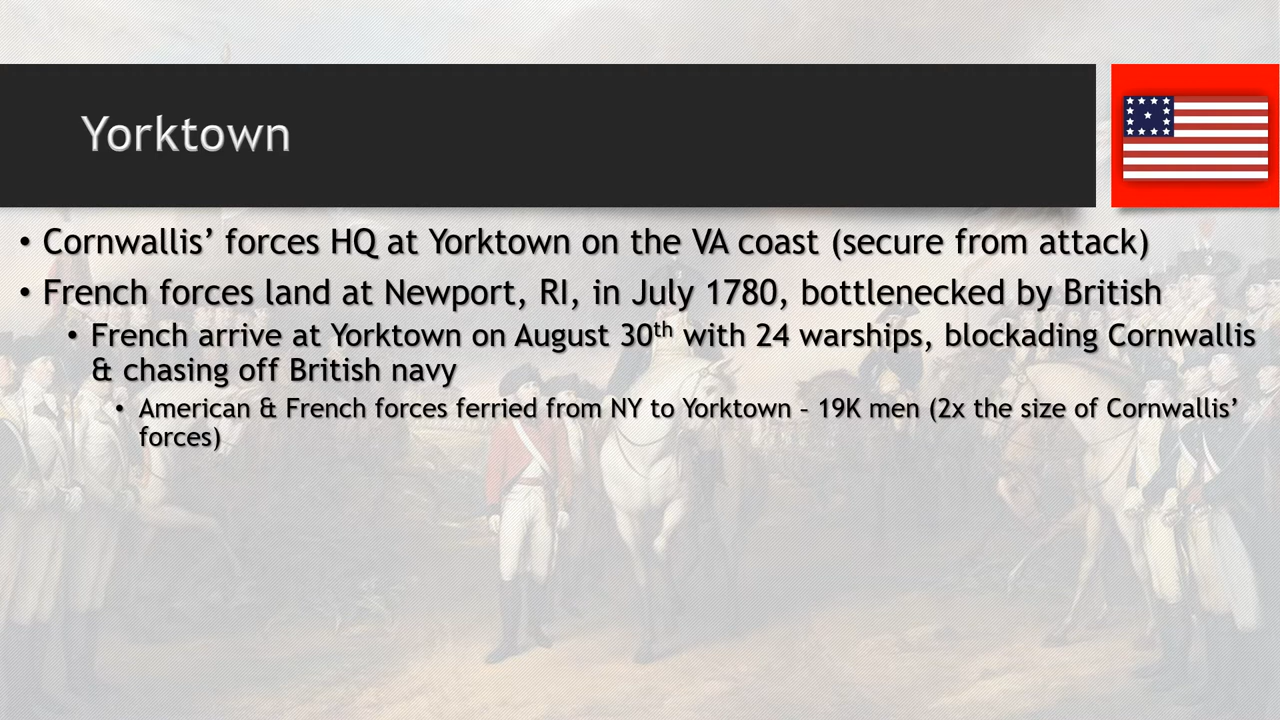 Yorktown
• Cornwallis’ forces HQ at Yorktown on the VA coast (secure from attack)
• French forces land at Newport, RI, in July 1780, bottlenecked by British
• French arrive at Yorktown on August 30th with 24 warships, blockading Cornwallis
& chasing off British navy
• American & French forces ferried from NY to Yorktown – 19K men (2x the size of Cornwallis’
forces)